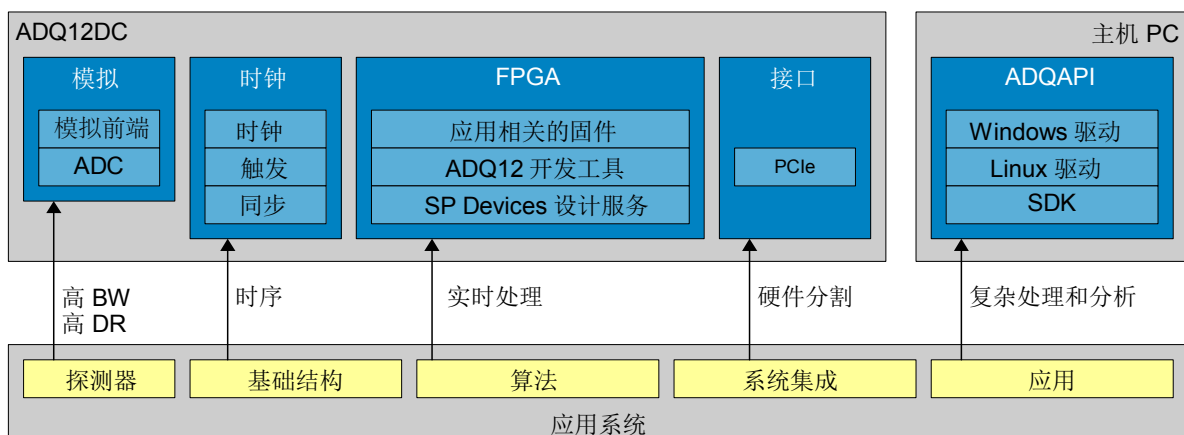 ADQ12DC
模拟
模拟前端
ADC
时钟
时钟
触发
同步
FPGA
应用相关的固件
ADQ12 开发工具
SP Devices 设计服务
接口
PCIe
主机 PC
ADQAPI
Windows 驱动
Linux 驱动
SDK
高 BW
高 DR
时序
实时处理
硬件分割
复杂处理和分析
探测器
基础结构
算法
系统集成
应用
应用系统